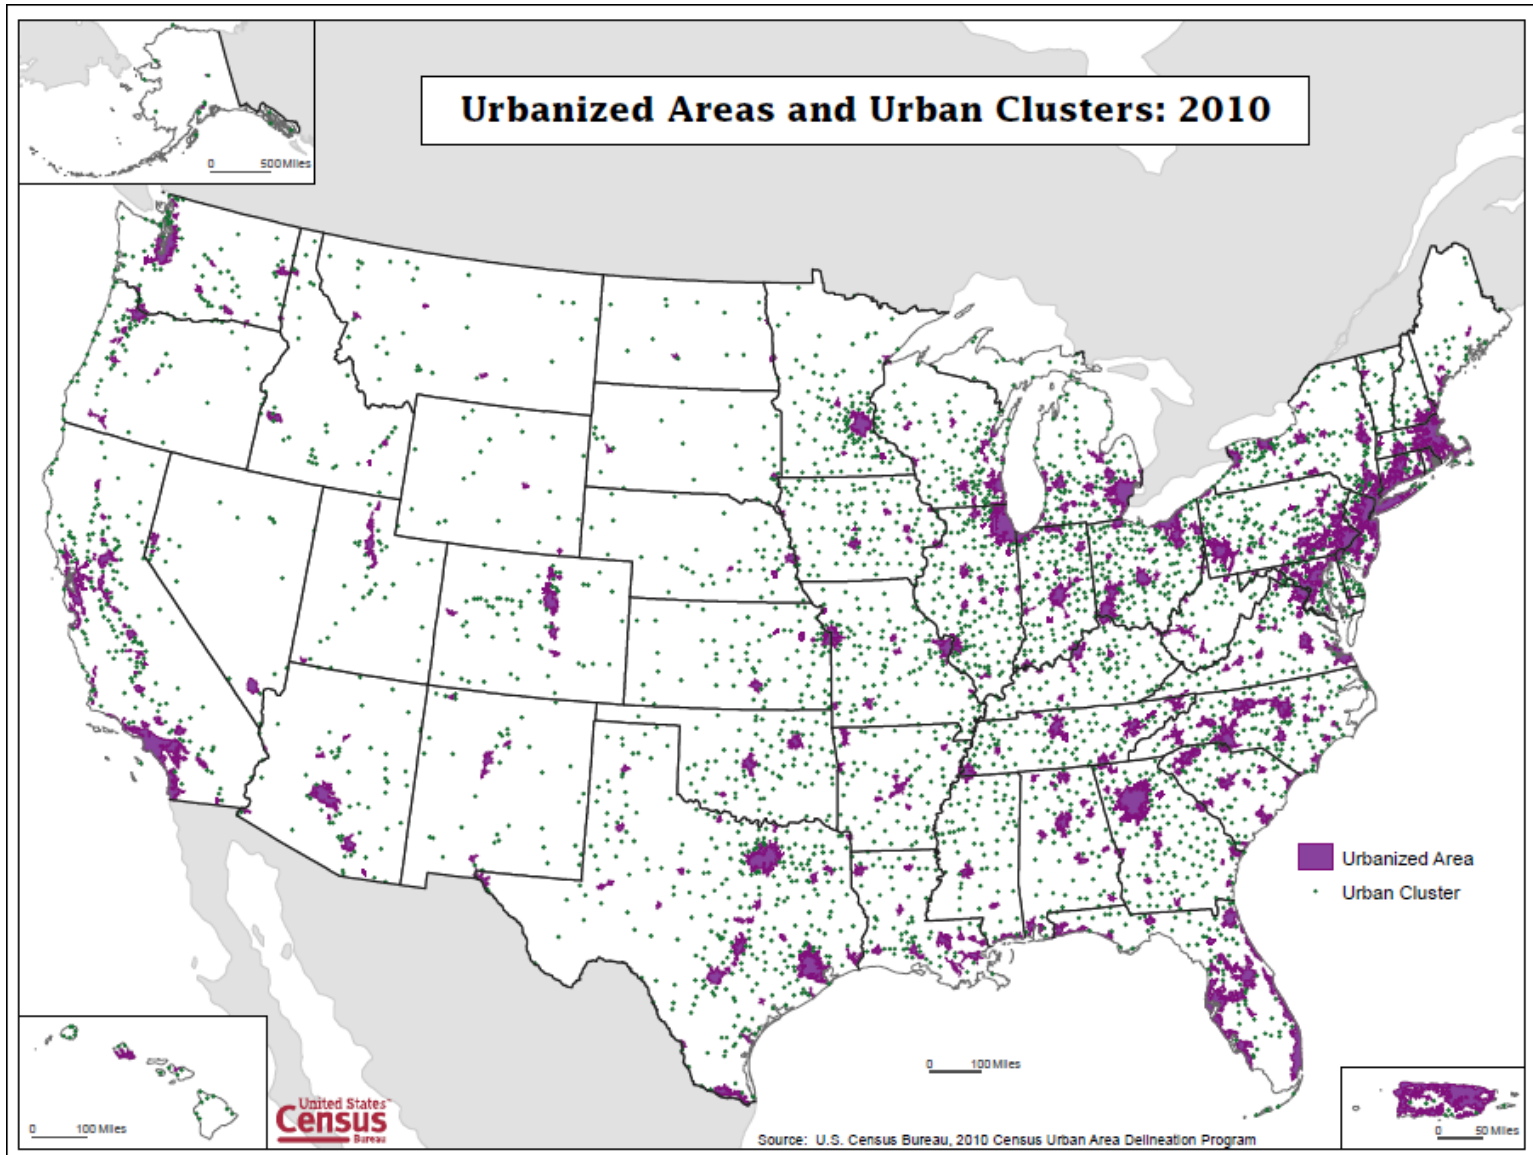 Urbanized Areas and Urban Clusters: 2010
0 500 Miles
Urbanized Area
Urban Cluster
0 100 Miles
0 100 Miles
United States™
Census
Bureau
0 50 Miles
Source: U.S. Census Bureau, 2010 Census Urban Area Delineation Program